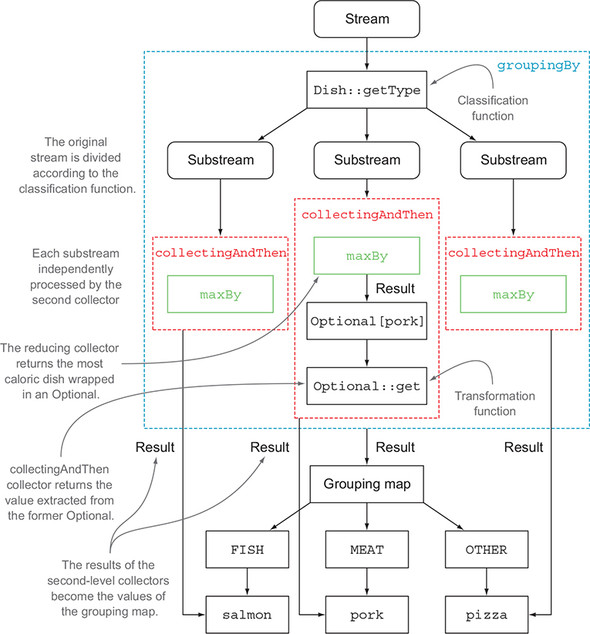 Stream
groupingBy
Dish::getType
Classification
function
The original
stream is divided
according to the
classification function.
Substream
Substream
Substream
Each substream
independently
processed by the
second collector
collectingAndThen
maxBy
collectingAndThen
maxBy
Result
Optional[pork]
Optional::get
collectingAndThen
maxBy
The reducing collector
returns the most
caloric dish wrapped
in an Optional.
Transformation
function
collectingAndThen
collector returns the
value extracted from
the former Optional.
Result
Result
Result
Result
Grouping map
FISH
MEAT
OTHER
The results of the
second-level collectors
become the values of
the grouping map.
salmon
pork
pizza